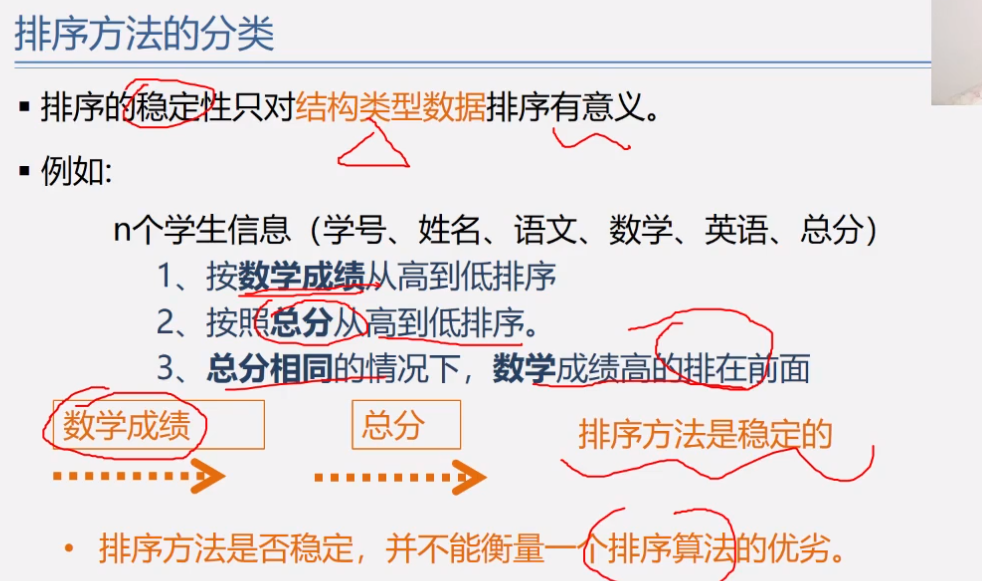 排序方法的分类
▪ 排序的稳定性只对结构类型数据排序有意义。
▪ 例如:
n个学生信息（学号、姓名、语文、数学、英语、总分）
1、按数学成绩从高到低排序
2、按照总分从高到低排序。
3、总分相同的情况下，数学成绩高的排在前面
数学成绩 总分 排序方法是稳定的
• 排序方法是否稳定，并不能衡量一个排序算法的优劣。